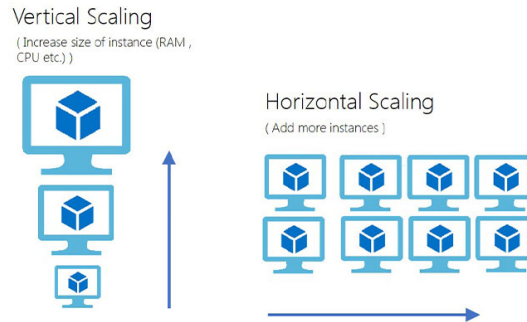 Vertical Scaling
( Increase size of instance (RAM ,
CPU etc.) )
Horizontal Scaling
( Add more instances ]